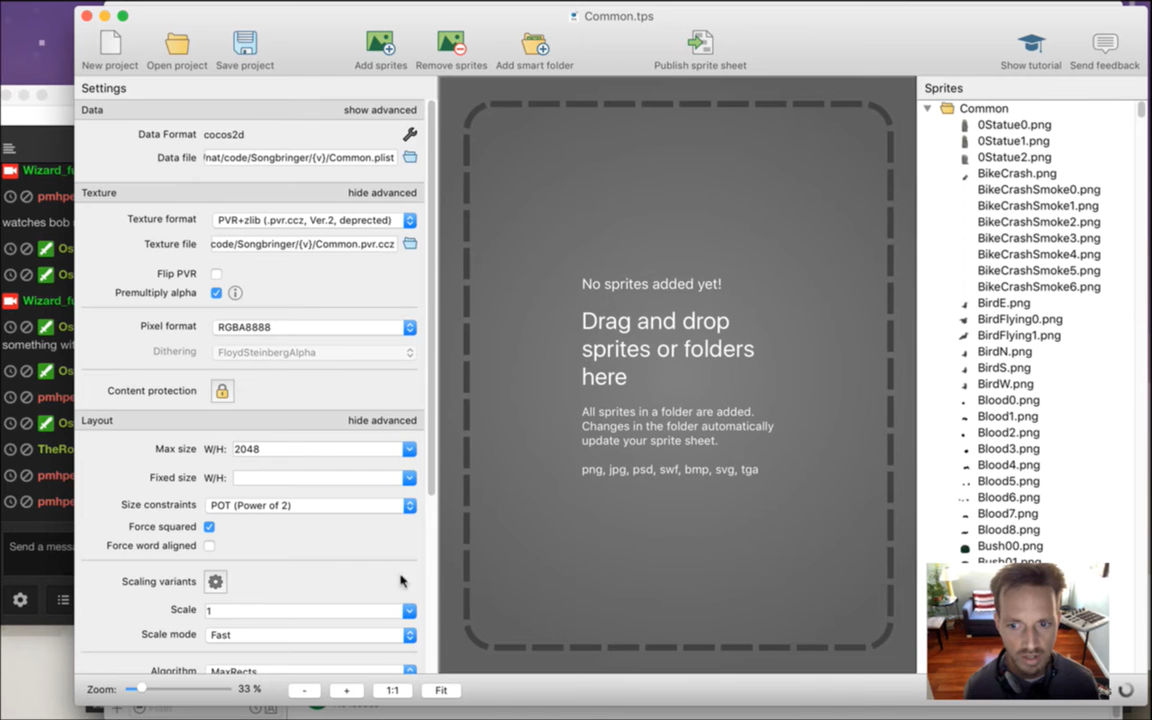 Common.tps
New project
Open project
Save project
Add sprites
Remove sprites
Add smart folder
Publish sprite sheet
Show tutorial
Send feedback
Settings
Data
show advanced
Data Format cocos2d
Data file /nat/code/Songbringer/{v}/Common.plist
Texture
hide advanced
Texture format PVR+zlib (.pvr.ccz, Ver.2, deprected)
Texture file code/Songbringer/{v}/Common.pvr.ccz
Flip PVR
Premultiply alpha
Pixel format RGBA8888
Dithering FloydSteinbergAlpha
Content protection
Layout
hide advanced
Max size W/H: 2048
Fixed size W/H:
Size constraints POT (Power of 2)
Force squared
Force word aligned
Scaling variants
Scale 1
Scale mode Fast
Algorithm MaxRects
Zoom: 33 % - + 1:1 Fit
No sprites added yet!
Drag and drop
sprites or folders
here
All sprites in a folder are added.
Changes in the folder automatically
update your sprite sheet.
png, jpg, psd, swf, bmp, svg, tga
Sprites
Common
0Statue0.png
0Statue1.png
0Statue2.png
BikeCrash.png
BikeCrashSmoke0.png
BikeCrashSmoke1.png
BikeCrashSmoke2.png
BikeCrashSmoke3.png
BikeCrashSmoke4.png
BikeCrashSmoke5.png
BikeCrashSmoke6.png
BirdE.png
BirdFlying0.png
BirdFlying1.png
BirdN.png
BirdS.png
BirdW.png
Blood0.png
Blood1.png
Blood2.png
Blood3.png
Blood4.png
Blood5.png
Blood6.png
Blood7.png
Blood8.png
Bush00.png
Bush01.png
Wizard_fu
pmhpe
watches bob
Os
Os
Wizard_fu
Os
something wit
Os
pmhpe
Os
TheRo
pmhpe
pmhpe
Send a messa